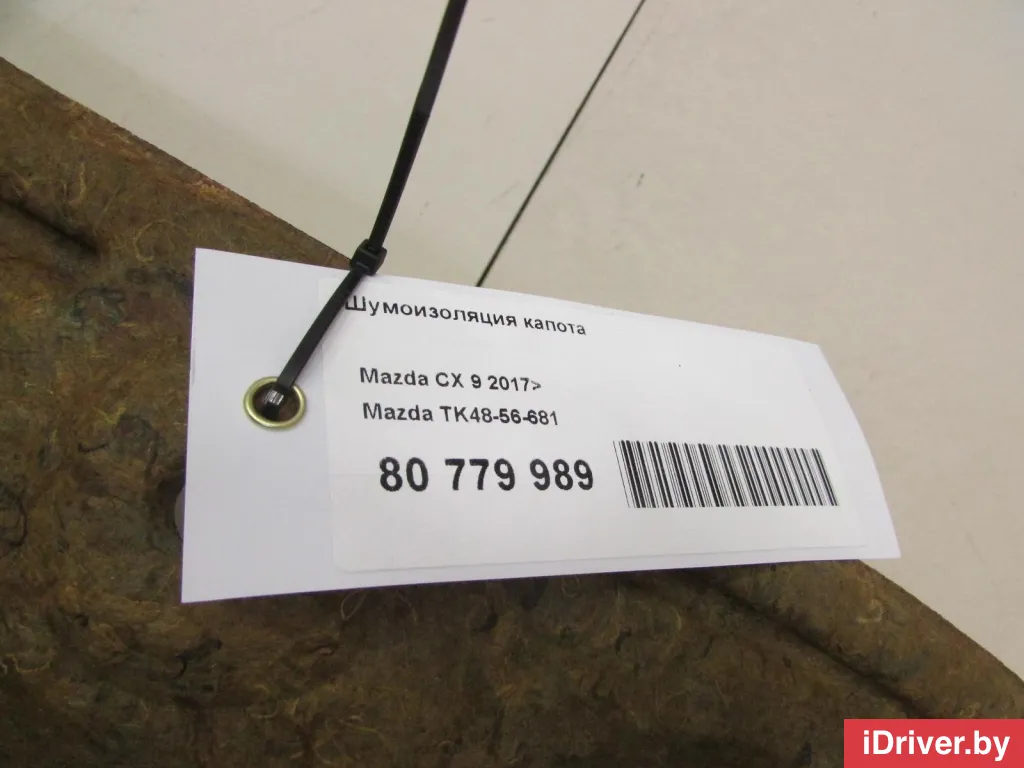 Шумоизоляция капота
Mazda CX 9 2017>
Mazda TK48-56-681
80 779 989
iDriver.by